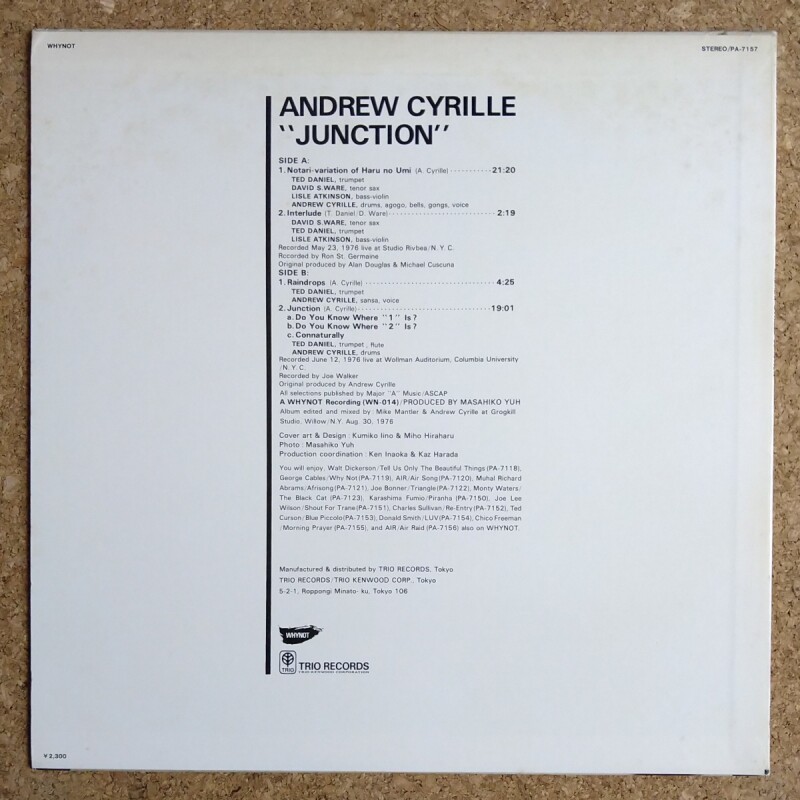 WHYNOT
STEREO/PA-7157
ANDREW CYRILLE
"JUNCTION"
SIDE A:
1. Notari-variation of Haru no Umi (A. Cyrille) ··········· 21:20
TED DANIEL, trumpet
DAVID S.WARE, tenor sax
LISLE ATKINSON, bass-violin
ANDREW CYRILLE, drums, agogo, bells, gongs, voice
2. Interlude (T. Daniel/D. Ware) ··························· 2:19
DAVID S.WARE, tenor sax
TED DANIEL, trumpet
LISLE ATKINSON, bass-violin
Recorded May 23, 1976 live at Studio Rivbea/N.Y.C.
Rccorded by Ron St. Germaine
Original produced by Alan Douglas & Michael Cuscuna
SIDE B:
1. Raindrops (A. Cyrille) ································· 4:25
TED DANIEL, trumpet
ANDREW CYRILLE, sansa, voice
2. Junction (A. Cyrille) ·································· 19:01
a. Do You Know Where "1" Is?
b. Do You Know Where "2" Is?
c. Connaturally
TED DANIEL, trumpet, flute
ANDREW CYRILLE, drums
Recorded June 12, 1976 live at Wollman Auditorium, Columbia University
/N.Y.C.
Recorded by Joe Walker
Original produced by Andrew Cyrille
All selections published by Major "A" Music/ASCAP
A WHYNOT Recording (WN-014)/PRODUCED BY MASAHIKO YUH
Album edited and mixed by: Mike Mantler & Andrew Cyrille at Grogkill
Studio, Willow/N.Y. Aug. 30, 1976
Cover art & Design : Kumiko Iino & Miho Hiraharu
Photo : Masahiko Yuh
Production coordination : Ken Inaoka & Kaz Harada
You will enjoy, Walt Dickerson/Tell Us Only The Beautiful Things(PA-7118),
George Cables/Why Not(PA-7119), AIR/Air Song(PA-7120), Muhal Richard
Abrams/Afrisong(PA-7121), Joe Bonner/Triangle(PA-7122), Monty Waters/
The Black Cat (PA-7123), Karashima Fumio/Piranha (PA-7150), Joe Lee
Wilson/Shout For Trane(PA-7151), Charles Sullivan/Re-Entry(PA-7152), Ted
Curson/Blue Piccolo(PA-7153), Donald Smith/LUV(PA-7154), Chico Freeman
/Morning Prayer (PA-7155), and AIR/Air Raid (PA-7156) also on WHYNOT.
Manufactured & distributed by TRIO RECORDS, Tokyo
TRIO RECORDS/TRIO KENWOOD CORP., Tokyo
5-2-1, Roppongi Minato- ku, Tokyo 106
WHYNOT
TRIO
TRIO RECORDS
TRIO KENWOOD CORPORATION
¥2,300